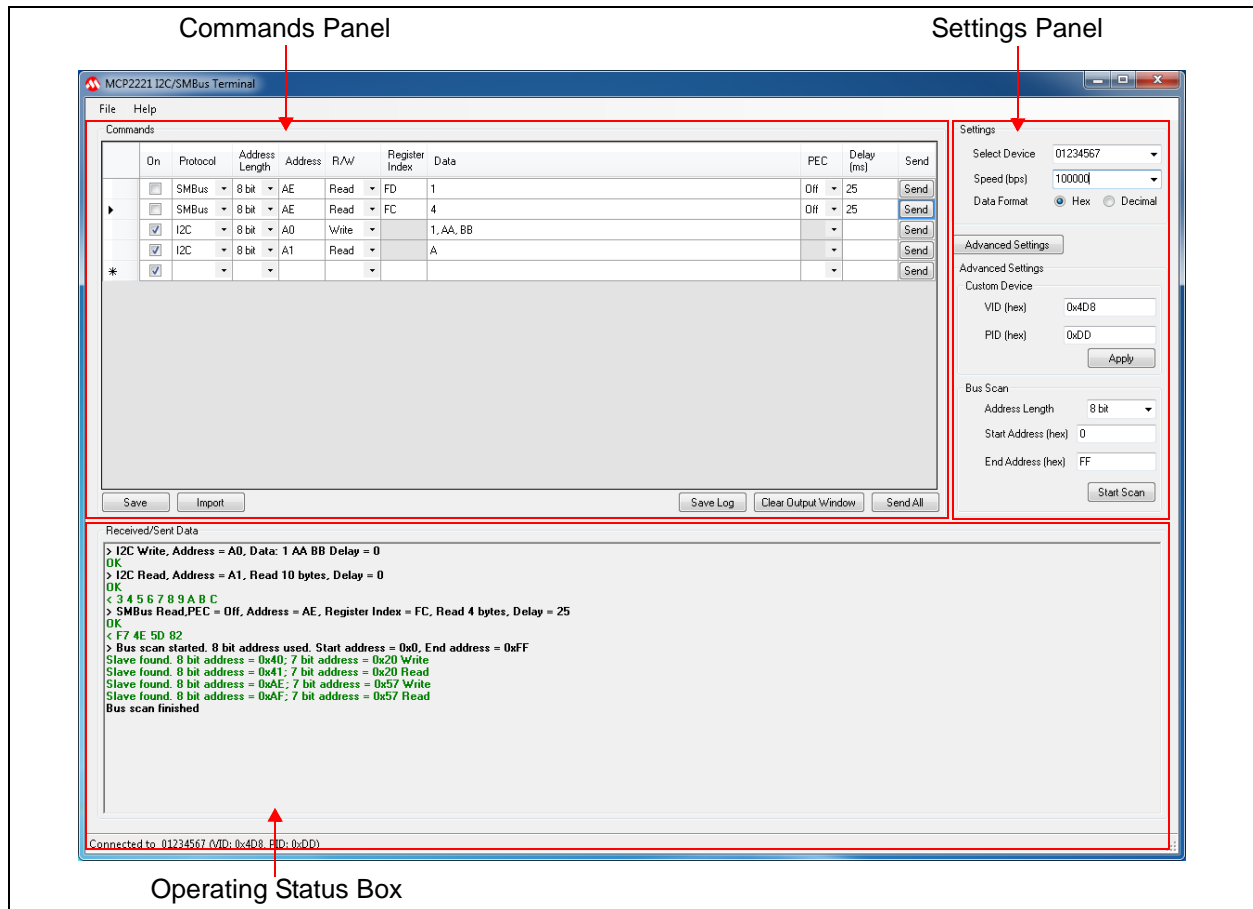 Commands Panel
Settings Panel
MCP2221 I2C/SMBus Terminal
File Help
Commands
On Protocol Address Length Address R/W Register Index Data PEC Delay (ms) Send
SMBus 8 bit AE Read FD 1 Off 25 Send
SMBus 8 bit AE Read FC 4 Off 25 Send
I2C 8 bit A0 Write 1, AA, BB Send
I2C 8 bit A1 Read A Send
* Send
Save Import Save Log Clear Output Window Send All
Settings
Select Device 01234567
Speed (bps) 100000
Data Format Hex Decimal
Advanced Settings
Advanced Settings
Custom Device
VID (hex) 0x4D8
PID (hex) 0xDD
Apply
Bus Scan
Address Length 8 bit
Start Address (hex) 0
End Address (hex) FF
Start Scan
Received/Sent Data
> I2C Write, Address = A0, Data: 1 AA BB Delay = 0
OK
> I2C Read, Address = A1, Read 10 bytes, Delay = 0
OK
< 3 4 5 6 7 8 9 A B C
> SMBus Read,PEC = Off, Address = AE, Register Index = FC, Read 4 bytes, Delay = 25
OK
< F7 4E 5D 82
> Bus scan started. 8 bit address used. Start address = 0x0, End address = 0xFF
Slave found. 8 bit address = 0x40; 7 bit address = 0x20 Write
Slave found. 8 bit address = 0x41; 7 bit address = 0x20 Read
Slave found. 8 bit address = 0xAE; 7 bit address = 0x57 Write
Slave found. 8 bit address = 0xAF; 7 bit address = 0x57 Read
Bus scan finished
Connected to 01234567 (VID: 0x4D8, PID: 0xDD)
Operating Status Box